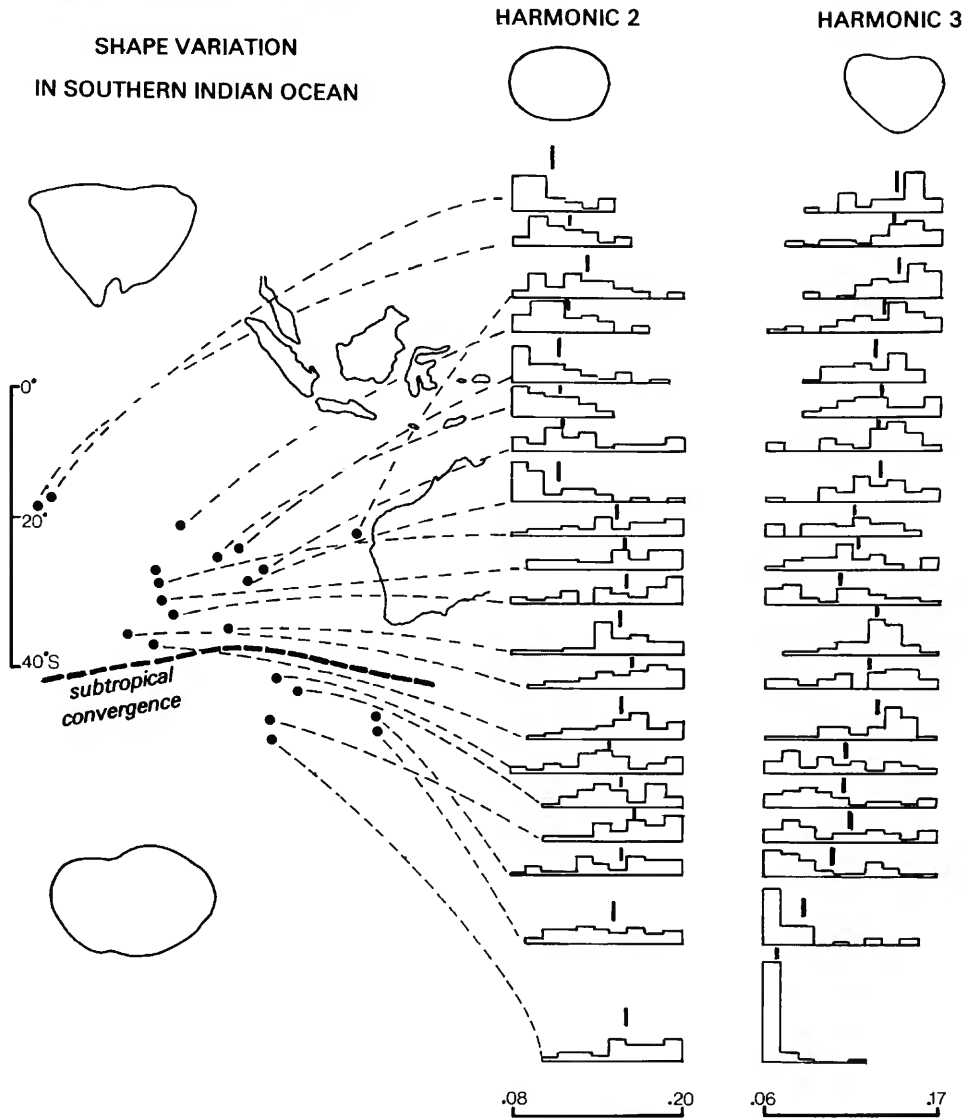 HARMONIC 2
HARMONIC 3
SHAPE VARIATION
IN SOUTHERN INDIAN OCEAN
0°
20°
40°S
subtropical
convergence
.08
.20
.06
.17